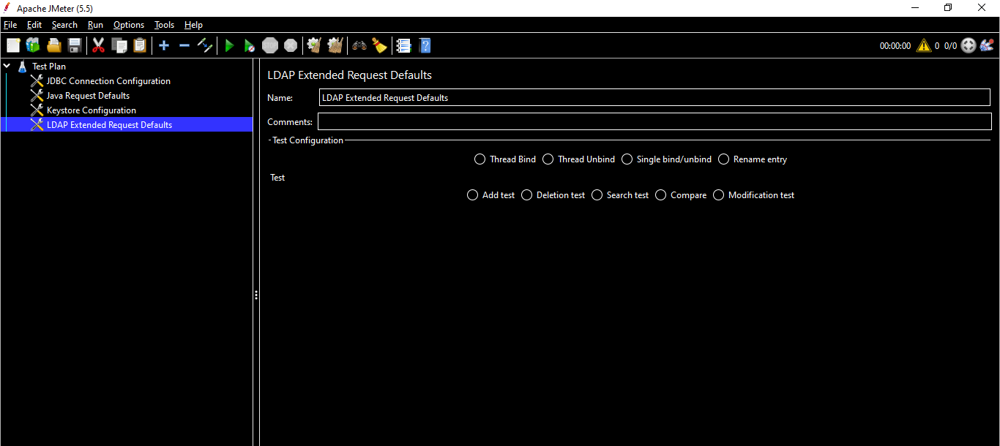 Apache JMeter (5.5)
File Edit Search Run Options Tools Help
00:00:00 0 0/0
Test Plan
JDBC Connection Configuration
Java Request Defaults
Keystore Configuration
LDAP Extended Request Defaults
LDAP Extended Request Defaults
Name: LDAP Extended Request Defaults
Comments:
Test Configuration
Thread Bind Thread Unbind Single bind/unbind Rename entry
Test
Add test Deletion test Search test Compare Modification test